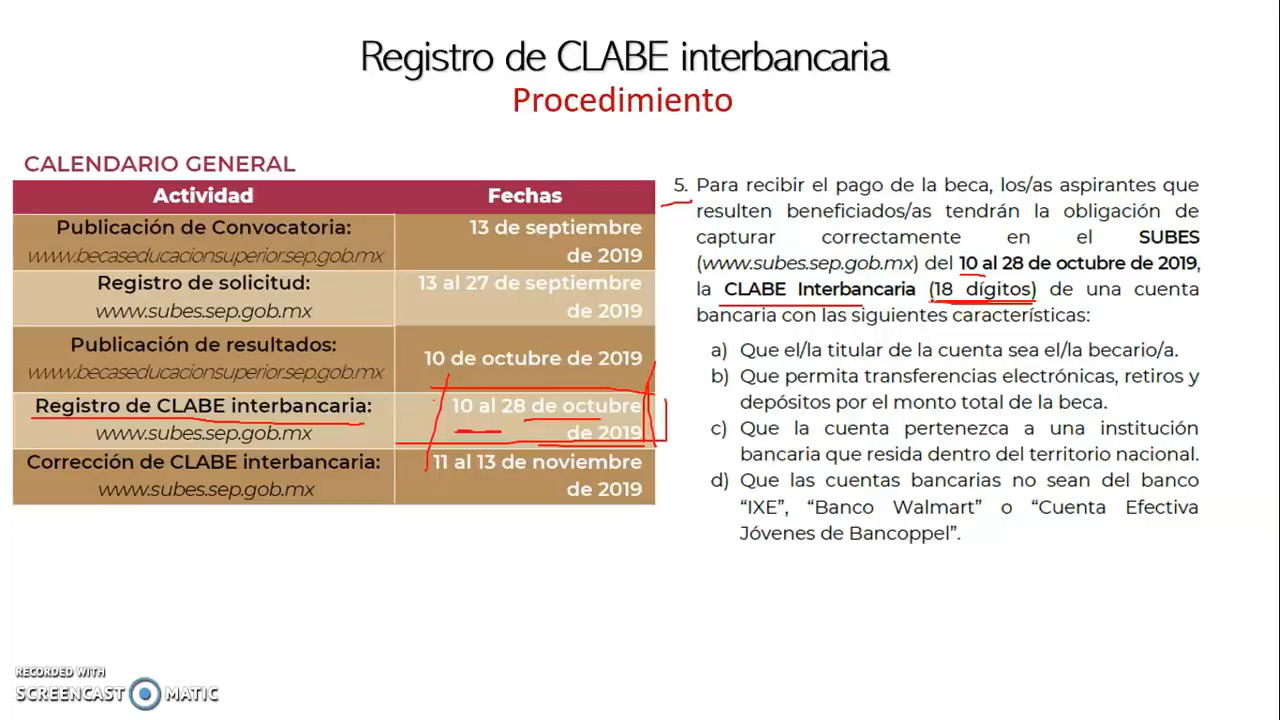 Registro de CLABE interbancaria
Procedimiento
CALENDARIO GENERAL
Actividad Fechas
Publicación de Convocatoria: 13 de septiembre
www.becaseducacionsuperior.sep.gob.mx de 2019
Registro de solicitud: 13 al 27 de septiembre
www.subes.sep.gob.mx de 2019
Publicación de resultados:
www.becaseducacionsuperior.sep.gob.mx 10 de octubre de 2019
Registro de CLABE interbancaria: 10 al 28 de octubre
www.subes.sep.gob.mx de 2019
Corrección de CLABE interbancaria: 11 al 13 de noviembre
www.subes.sep.gob.mx de 2019
5. Para recibir el pago de la beca, los/as aspirantes que
resulten beneficiados/as tendrán la obligación de
capturar correctamente en el SUBES
(www.subes.sep.gob.mx) del 10 al 28 de octubre de 2019,
la CLABE Interbancaria (18 dígitos) de una cuenta
bancaria con las siguientes características:
a) Que el/la titular de la cuenta sea el/la becario/a.
b) Que permita transferencias electrónicas, retiros y
depósitos por el monto total de la beca.
c) Que la cuenta pertenezca a una institución
bancaria que resida dentro del territorio nacional.
d) Que las cuentas bancarias no sean del banco
“IXE”, “Banco Walmart” o “Cuenta Efectiva
Jóvenes de Bancoppel”.
RECORDED WITH
SCREENCAST MATIC